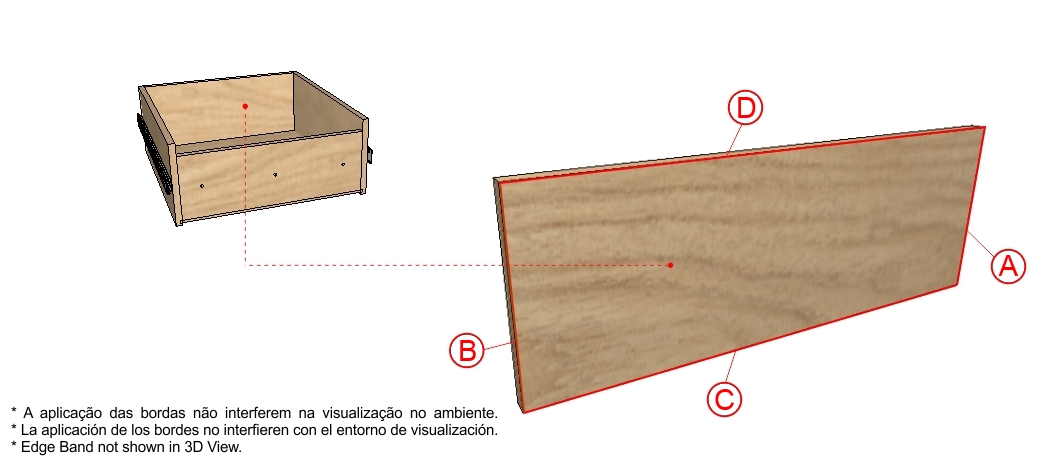 D
A
B
C
* A aplicação das bordas não interferem na visualização no ambiente.
* La aplicación de los bordes no interfieren con el entorno de visualización.
* Edge Band not shown in 3D View.